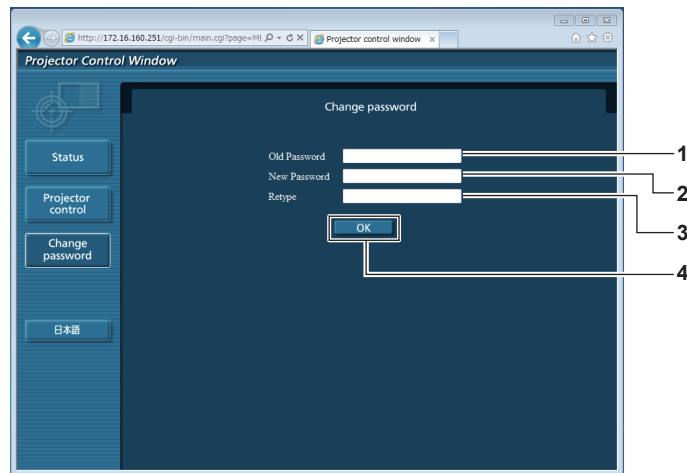 http://172.16.160.251/cgi-bin/main.cgi?page=MI
Projector control window
Projector Control Window
Change password
Status
Projector
control
Change
password
日本語
Old Password
New Password
Retype
OK
1
2
3
4